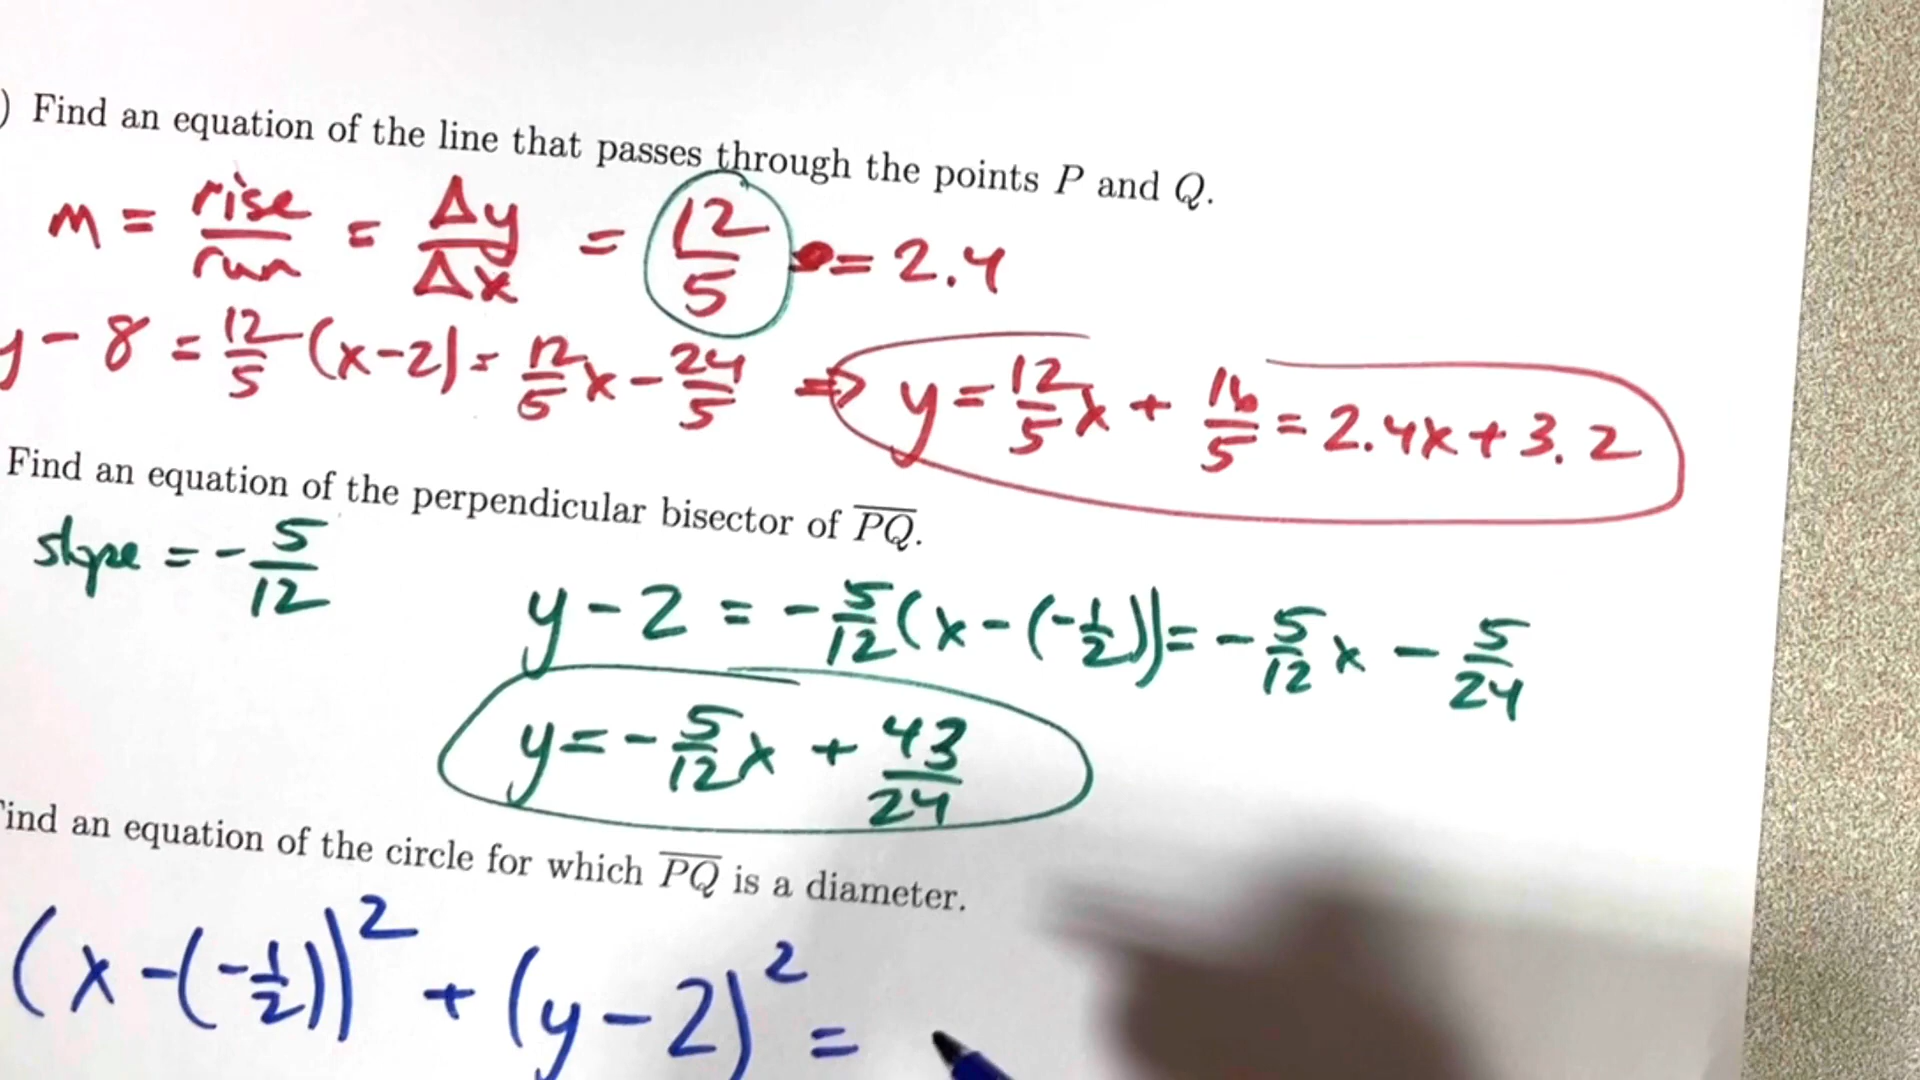 ) Find an equation of the line that passes through the points P and Q.
m = rise/run = Δy/Δx = 12/5 = 2.4
y - 8 = 12/5 (x-2) = 12/5 x - 24/5 ⇒ y = 12/5 x + 16/5 = 2.4x + 3.2
Find an equation of the perpendicular bisector of P̅Q̅.
slope = - 5/12
y - 2 = - 5/12 (x - (-1/2)) = - 5/12 x - 5/24
y = - 5/12 x + 43/24
ind an equation of the circle for which P̅Q̅ is a diameter.
(x - (-1/2))² + (y - 2)² =